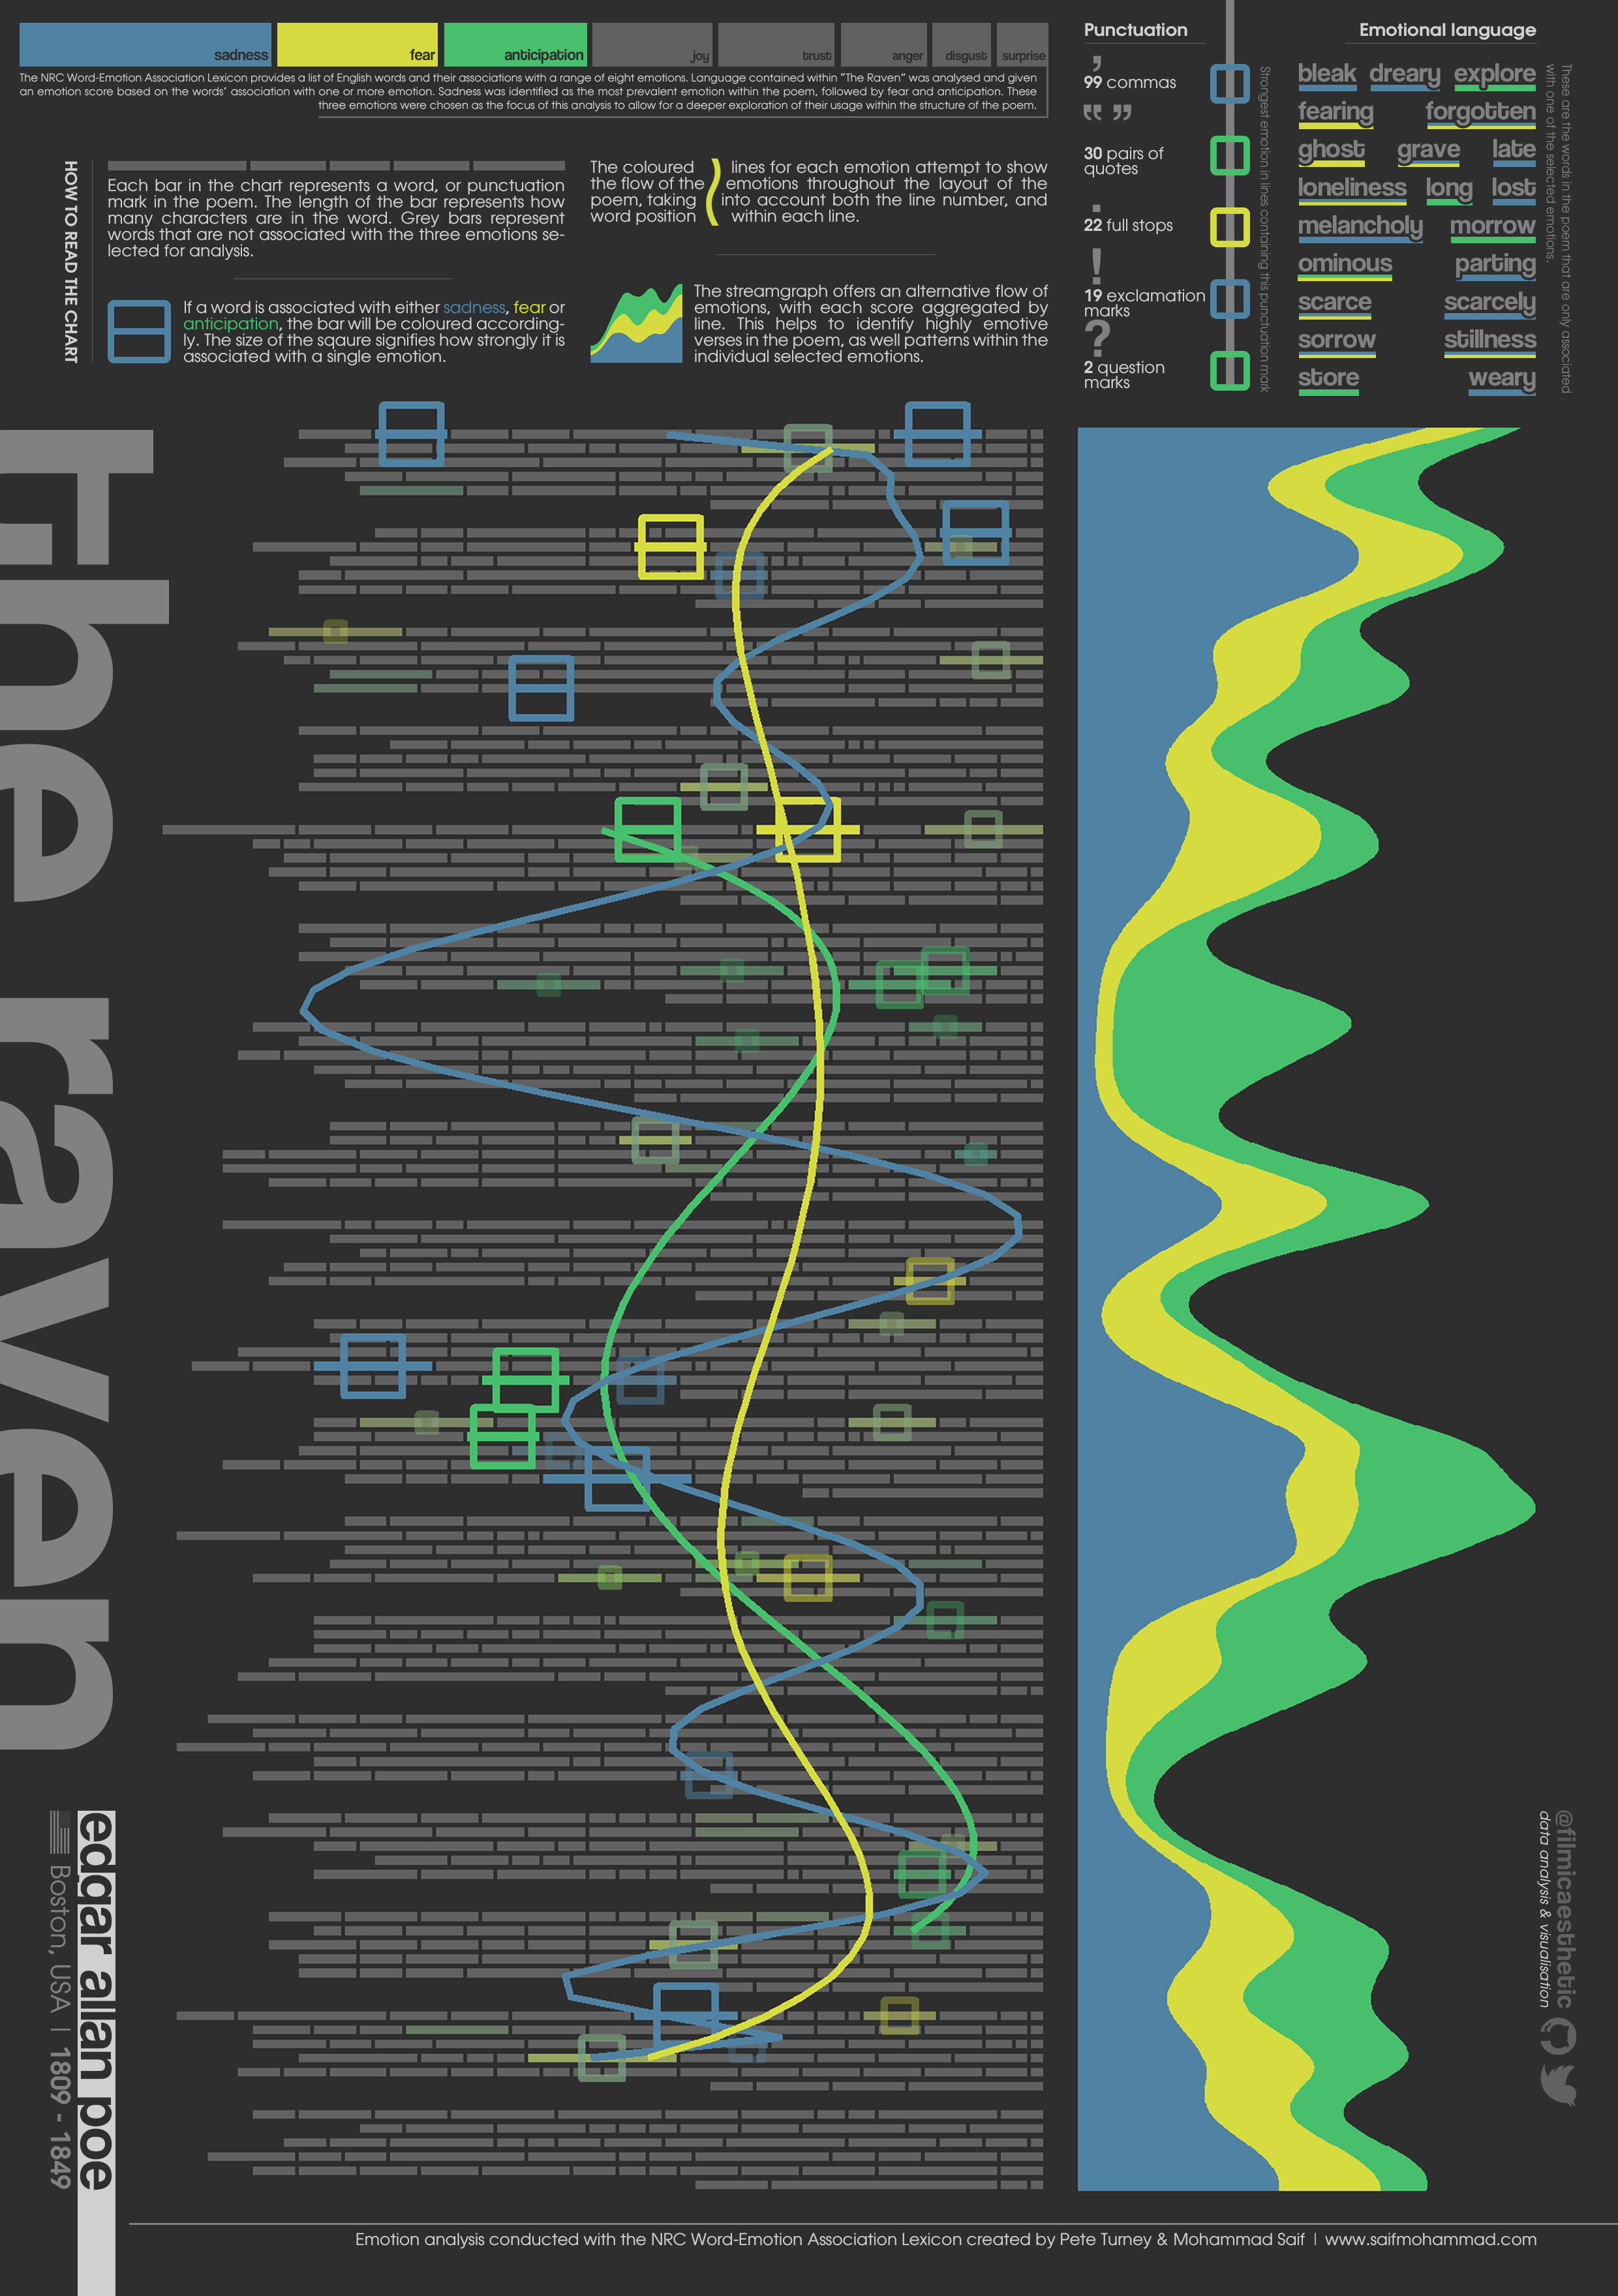 sadness
fear
anticipation
joy
trust
anger
disgust
surprise
The NRC Word-Emotion Association Lexicon provides a list of English words and their associations with a range of eight emotions. Language contained within "The Raven" was analysed and given
an emotion score based on the words' association with one or more emotion. Sadness was identified as the most prevalent emotion within the poem, followed by fear and anticipation. These
three emotions were chosen as the focus of this analysis to allow for a deeper exploration of their usage within the structure of the poem.
HOW TO READ THE CHART
Each bar in the chart represents a word, or punctuation
mark in the poem. The length of the bar represents how
many characters are in the word. Grey bars represent
words that are not associated with the three emotions se-
lected for analysis.
If a word is associated with either sadness, fear or
anticipation, the bar will be coloured according-
ly. The size of the sqaure signifies how strongly it is
associated with a single emotion.
The coloured lines for each emotion attempt to show
the flow of the emotions throughout the layout of the
poem, taking into account both the line number, and
word position within each line.
The streamgraph offers an alternative flow of
emotions, with each score aggregated by
line. This helps to identify highly emotive
verses in the poem, as well patterns within the
individual selected emotions.
Punctuation
,
99 commas
“ ”
30 pairs of
quotes
.
22 full stops
!
19 exclamation
marks
?
2 question
marks
Strongest emotion in lines containing this punctuation mark
Emotional language
bleak dreary explore
fearing forgotten
ghost grave late
loneliness long lost
melancholy morrow
ominous parting
scarce scarcely
sorrow stillness
store weary
These are the words in the poem that are only associated
with one of the selected emotions.
the raven
edgar allan poe
Boston, USA | 1809 - 1849
@filmicaesthetic
data analysis & visualisation
Emotion analysis conducted with the NRC Word-Emotion Association Lexicon created by Pete Turney & Mohammad Saif | www.saifmohammad.com